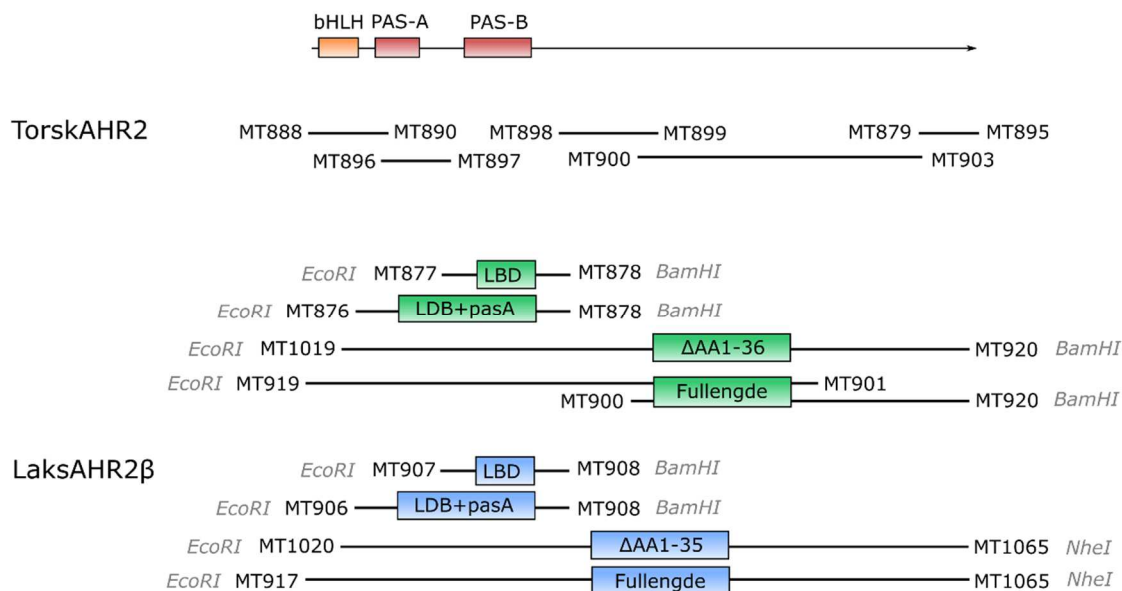 bHLH PAS-A PAS-B
TorskAHR2
MT888 MT890 MT898 MT899 MT879 MT895
MT896 MT897 MT900 MT903
EcoRI MT877 LBD MT878 BamHI
EcoRI MT876 LDB+pasA MT878 BamHI
EcoRI MT1019 ΔAA1-36 MT920 BamHI
EcoRI MT919 Fullengde MT901
MT900 MT920 BamHI
LaksAHR2β
EcoRI MT907 LBD MT908 BamHI
EcoRI MT906 LDB+pasA MT908 BamHI
EcoRI MT1020 ΔAA1-35 MT1065 NheI
EcoRI MT917 Fullengde MT1065 NheI